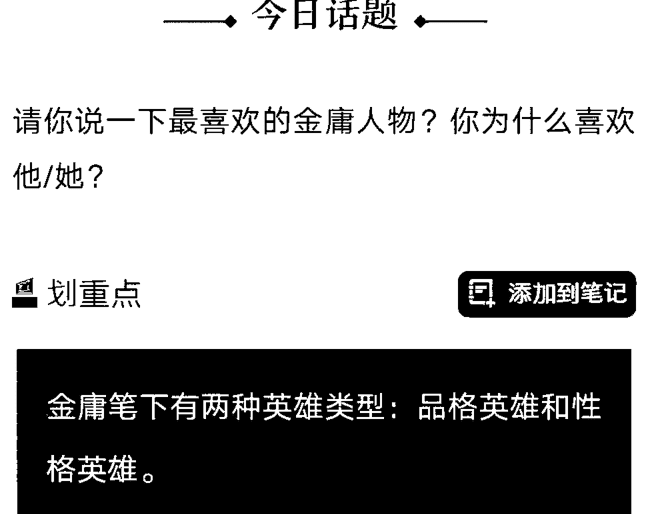 今日话题
请你说一下最喜欢的金庸人物？你为什么喜欢
他/她？
划重点
添加到笔记
金庸笔下有两种英雄类型：品格英雄和性
格英雄。